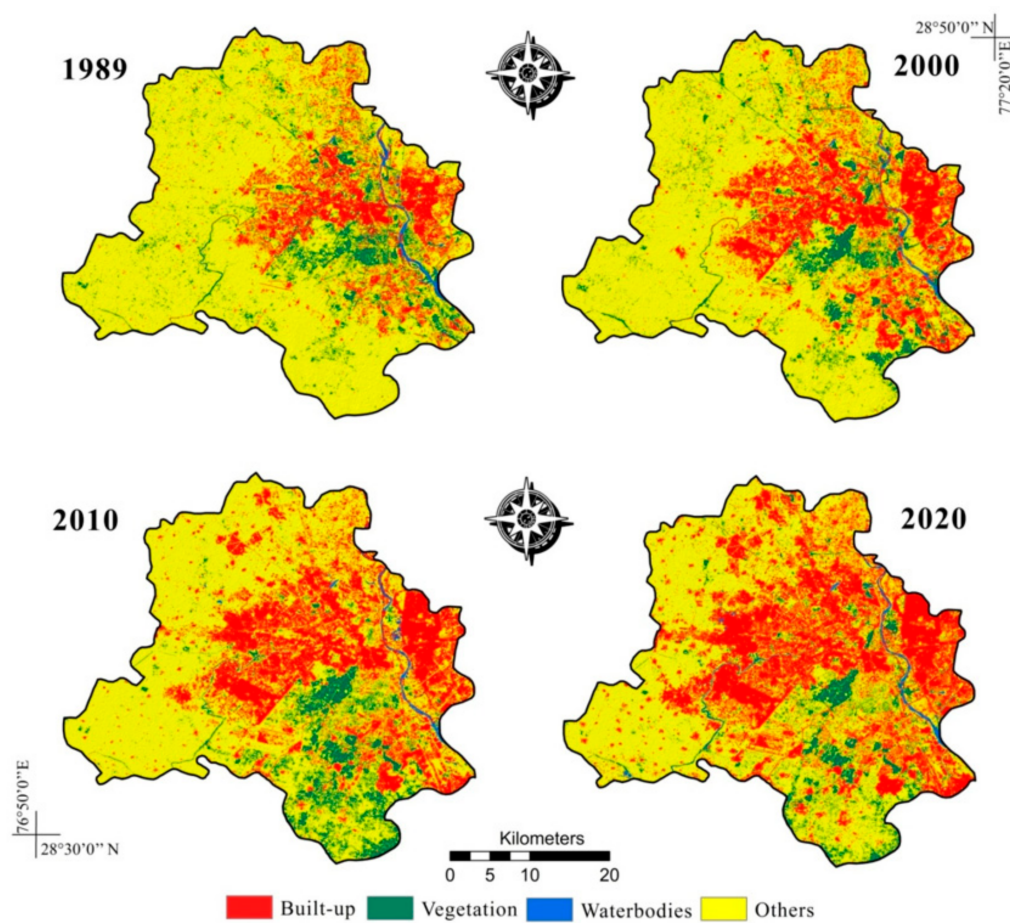 1989
2000
28°50'0'' N
77°20'0''E
2010
2020
76°50'0''E
28°30'0'' N
Kilometers
0 5 10 20
Built-up Vegetation Waterbodies Others